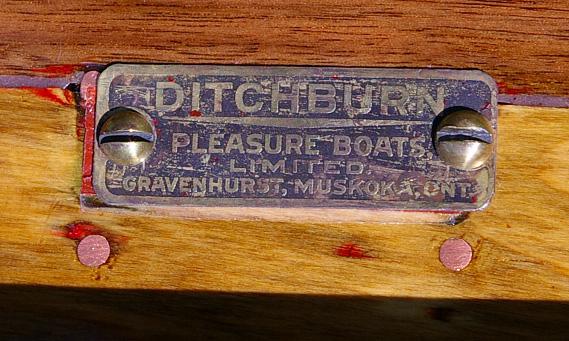 DITCHBURN
PLEASURE BOATS,
LIMITED.
GRAVENHURST, MUSKOKA, ONT.